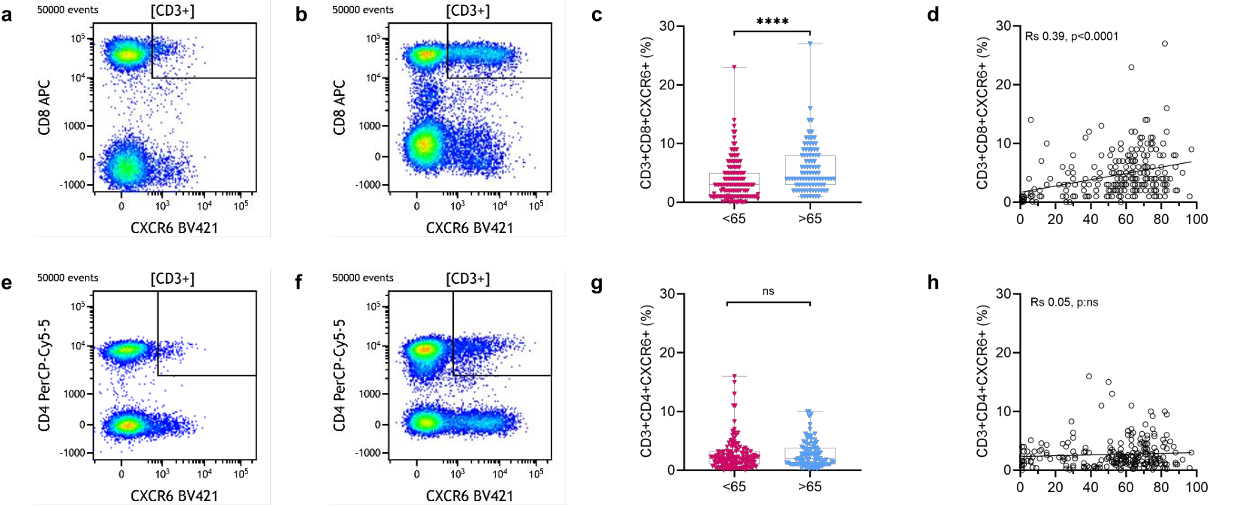 a
50000 events
[CD3+]
CD8 APC
10⁵
10⁴
1000
0
-1000
0
10³
10⁴
10⁵
CXCR6 BV421
b
50000 events
[CD3+]
CD8 APC
10⁵
10⁴
1000
0
-1000
0
10³
10⁴
10⁵
CXCR6 BV421
c
CD3+CD8+CXCR6+ (%)
30
20
10
0
****
<65
>65
d
CD3+CD8+CXCR6+ (%)
30
20
10
0
Rs 0.39, p<0.0001
0
20
40
60
80
100
e
50000 events
[CD3+]
CD4 PerCP-Cy5-5
10⁵
10⁴
1000
0
-1000
0
10³
10⁴
10⁵
CXCR6 BV421
f
50000 events
[CD3+]
CD4 PerCP-Cy5-5
10⁵
10⁴
1000
0
-1000
0
10³
10⁴
10⁵
CXCR6 BV421
g
CD3+CD4+CXCR6+ (%)
30
20
10
0
ns
<65
>65
h
CD3+CD4+CXCR6+ (%)
30
20
10
0
Rs 0.05, p:ns
0
20
40
60
80
100